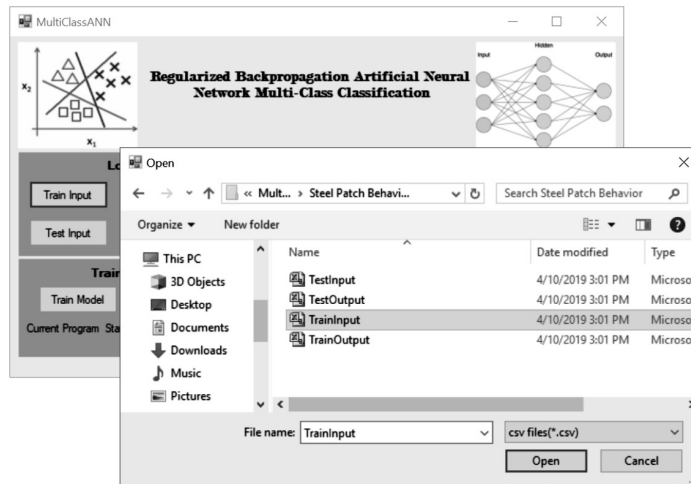 MultiClassANN
Hidden
Input
Output
x₂
x₁
Regularized Backpropagation Artificial Neural
Network Multi-Class Classification
Lo
Train Input
Test Input
Train
Train Model
Current Program Sta
Open
« Mult... › Steel Patch Behavi...
Search Steel Patch Behavior
Organize
New folder
This PC
3D Objects
Desktop
Documents
Downloads
Music
Pictures
Name Date modified Type
TestInput 4/10/2019 3:01 PM Microso
TestOutput 4/10/2019 3:01 PM Microso
TrainInput 4/10/2019 3:01 PM Microso
TrainOutput 4/10/2019 3:01 PM Microso
File name: TrainInput
csv files(*.csv)
Open
Cancel